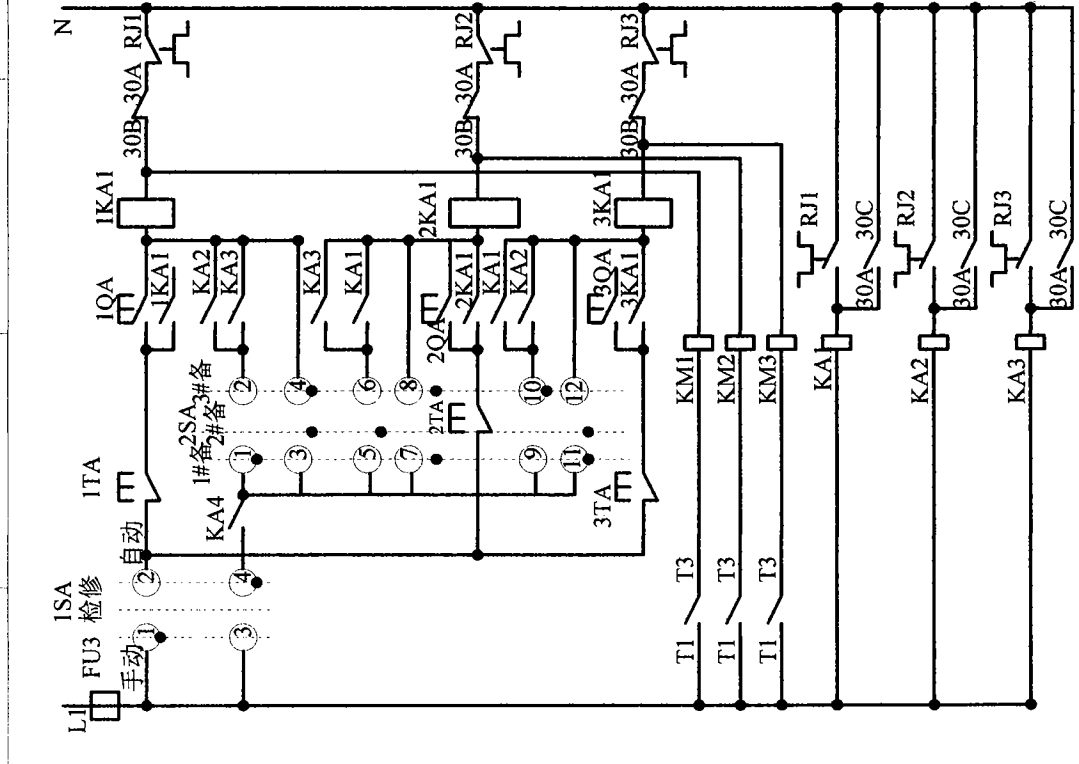 L1 FU3 1SA N
手动 检修 自动 1TA 1QA 1KA1 30B 30A RJ1
1 2 1KA1
1#备 2SA 2#备 3#备
KA4 KA2
3 4 1 2 KA3
3 4
KA3
5 6 KA1
7 8
2TA 2QA 2KA1 30B 30A RJ2
2KA1
KA1
9 10 KA2
11 12
3TA 3QA 3KA1 30B 30A RJ3
3KA1
T1 T3 KM1
T1 T3 KM2
T1 T3 KM3
KA1 RJ1
30A 30C
KA2 RJ2
30A 30C
KA3 RJ3
30A 30C